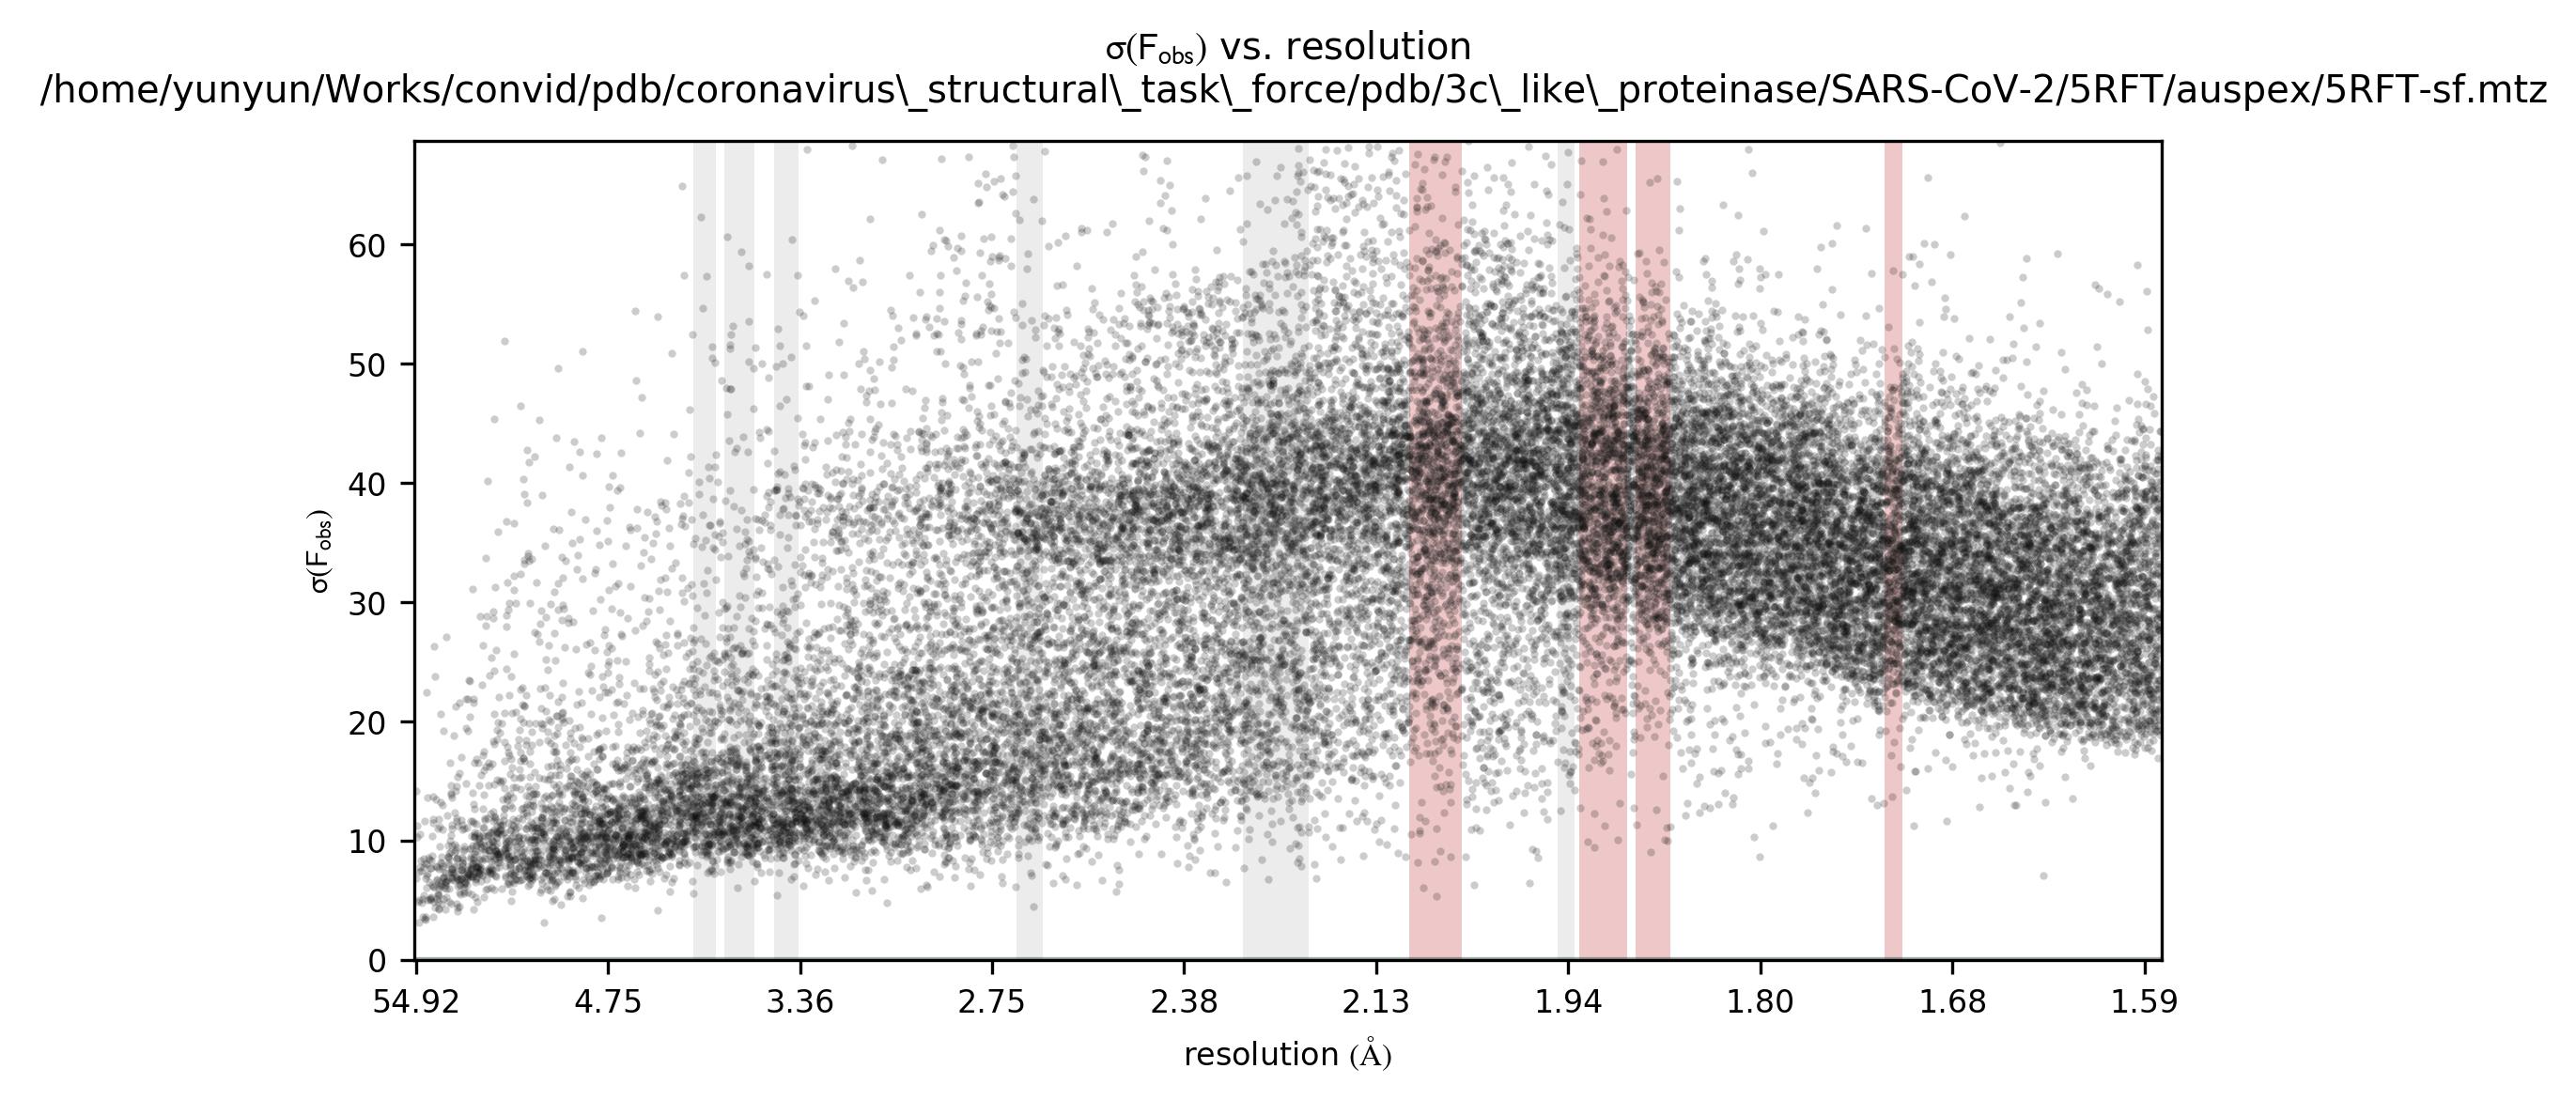 σ(Fobs) vs. resolution
/home/yunyun/Works/convid/pdb/coronavirus\_structural\_task\_force/pdb/3c\_like\_proteinase/SARS-CoV-2/5RFT/auspex/5RFT-sf.mtz
60
50
40
30
20
10
0
σ(Fobs)
54.92 4.75 3.36 2.75 2.38 2.13 1.94 1.80 1.68 1.59
resolution (Å)